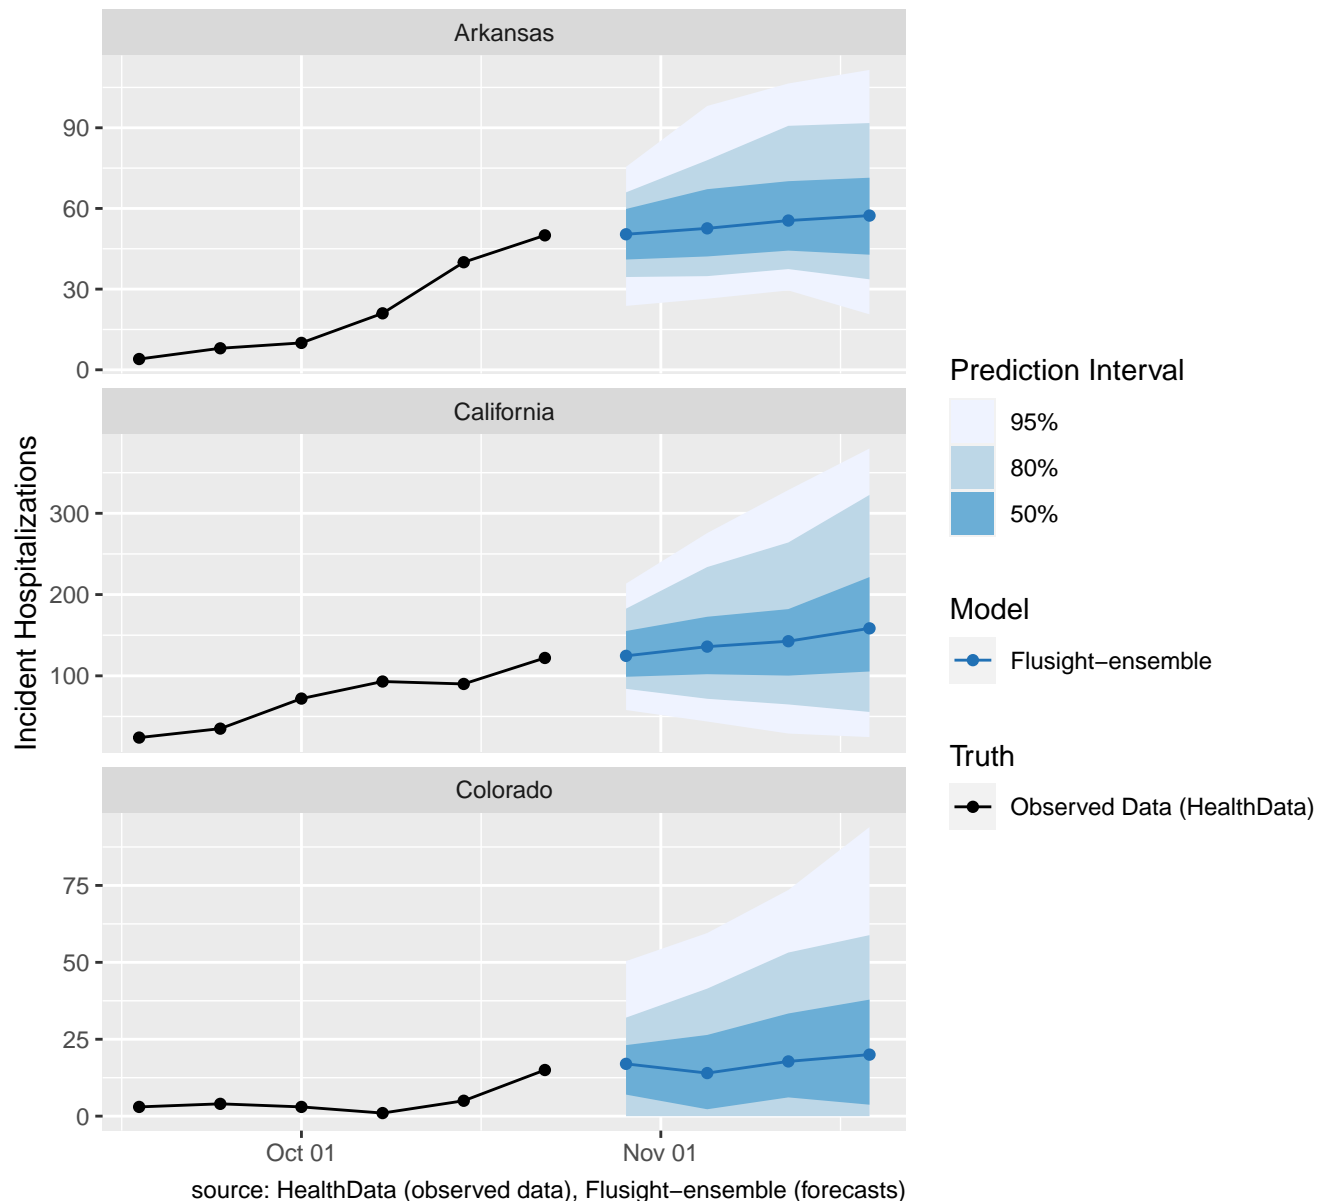 Arkansas
90
60
30
0
California
Incident Hospitalizations
300
200
100
Colorado
75
50
25
0
Oct 01
Nov 01
source: HealthData (observed data), Flusight−ensemble (forecasts)
Prediction Interval
95%
80%
50%
Model
Flusight−ensemble
Truth
Observed Data (HealthData)